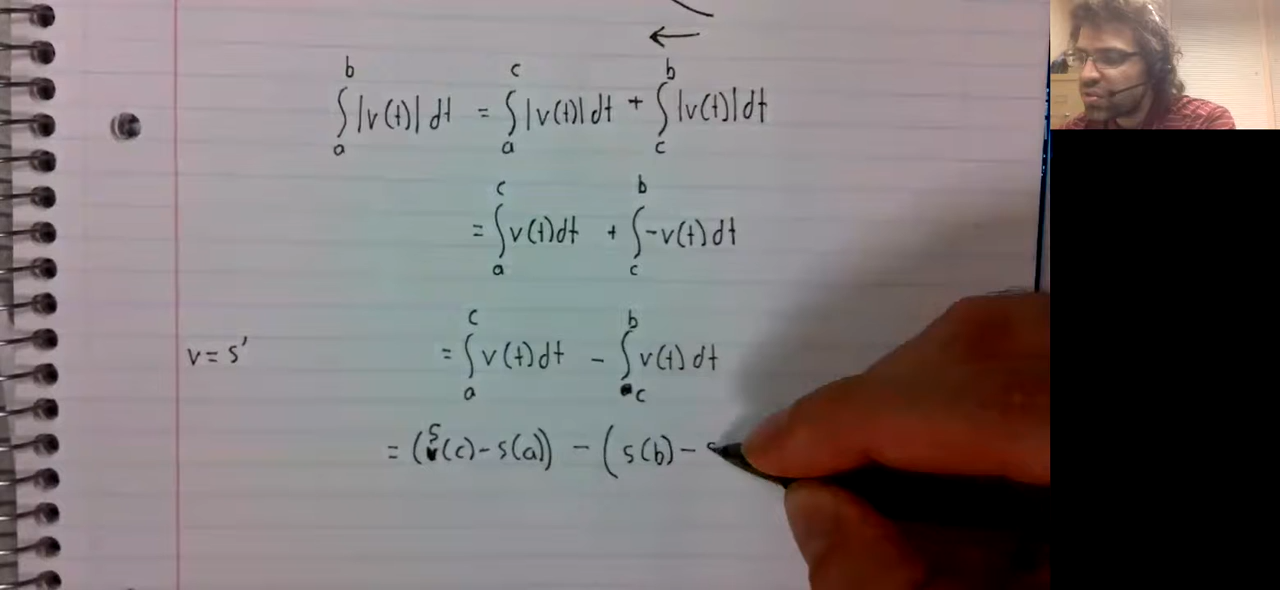 ∫_a^b |v(t)| dt = ∫_a^c |v(t)| dt + ∫_c^b |v(t)| dt
= ∫_a^c v(t) dt + ∫_c^b -v(t) dt
v = s' = ∫_a^c v(t) dt - ∫_c^b v(t) dt
= (s(c) - s(a)) - (s(b) -